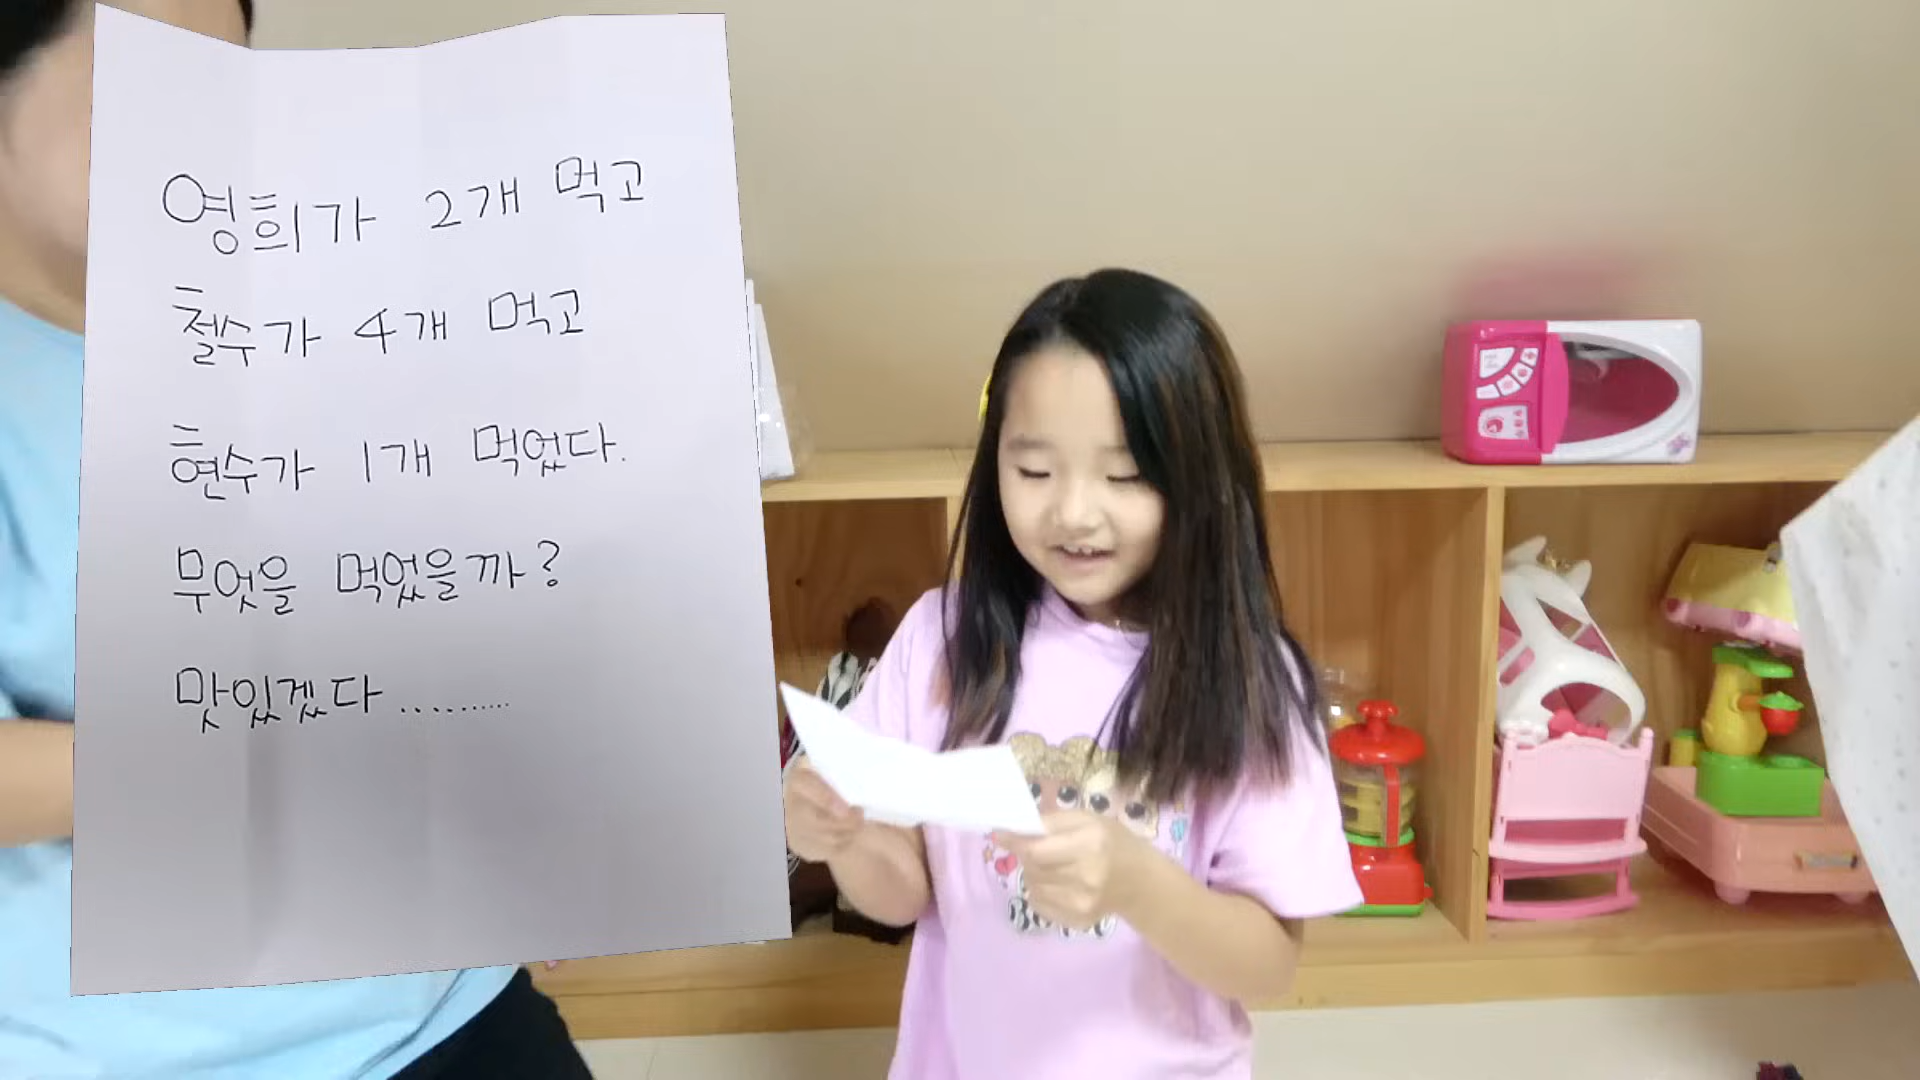 영희가 2개 먹고
철수가 4개 먹고
현수가 1개 먹었다.
무엇을 먹었을까?
맛있겠다..........